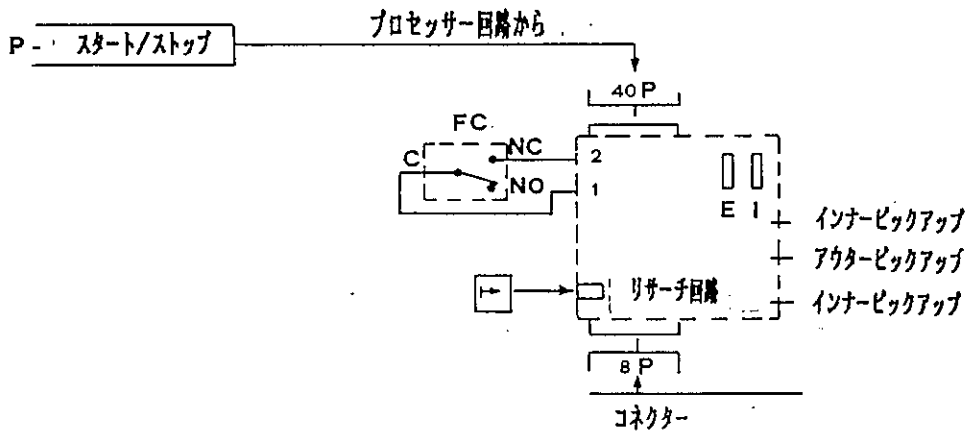 プロセッサー回路から
P- スタート/ストップ
40P
FC
NC
C
NO
2
1
E I
インナーピックアップ
アウターピックアップ
リサーチ回路
インナーピックアップ
8P
コネクター